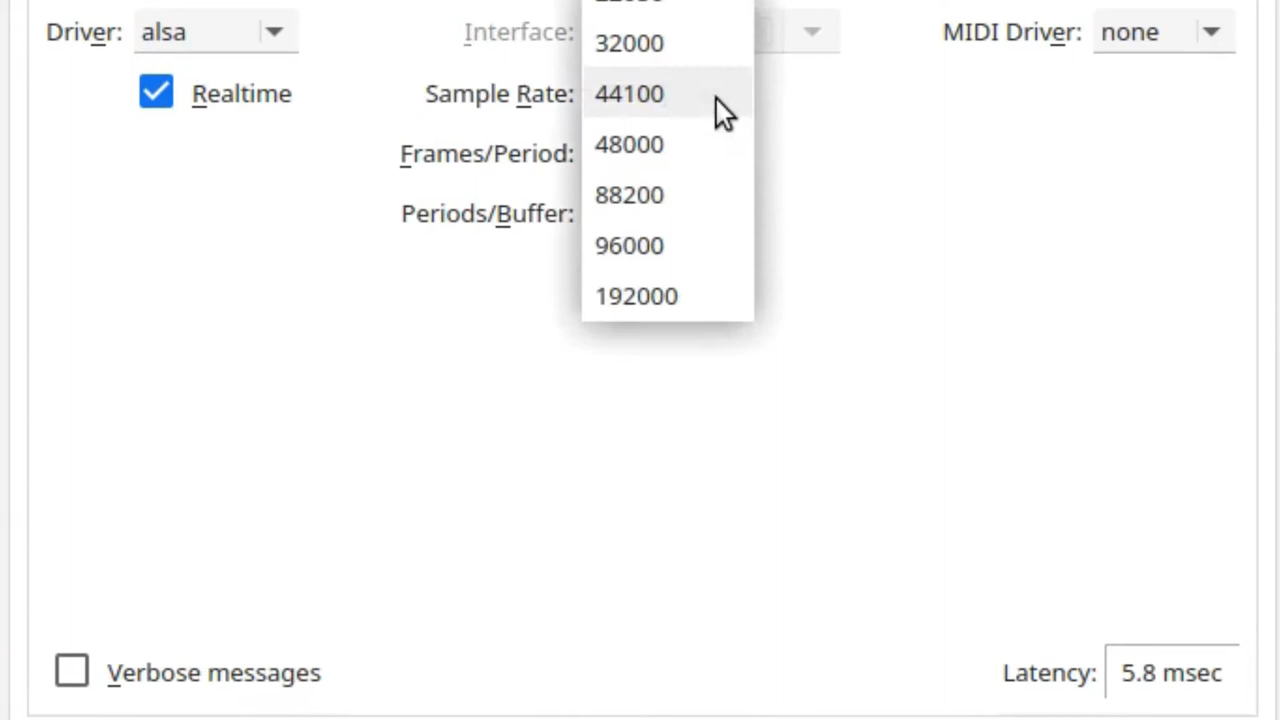 Driver: alsa
Interface:
MIDI Driver: none
32000
Realtime
Sample Rate:
44100
48000
Frames/Period:
88200
Periods/Buffer:
96000
192000
Verbose messages
Latency: 5.8 msec